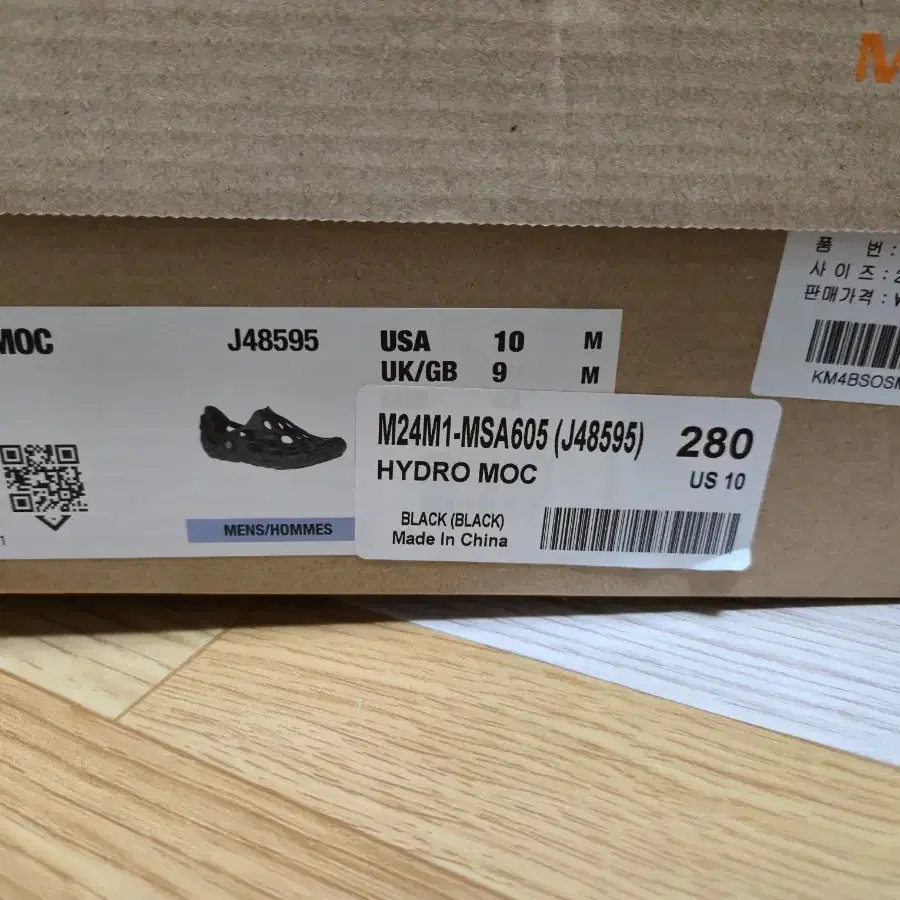 품 번 :
사 이 즈 :
판매가격 :
KM4BSOSM
MOC
J48595
USA 10 M
UK/GB 9 M
MENS/HOMMES
M24M1-MSA605 (J48595)
280
HYDRO MOC
US 10
BLACK (BLACK)
Made In China